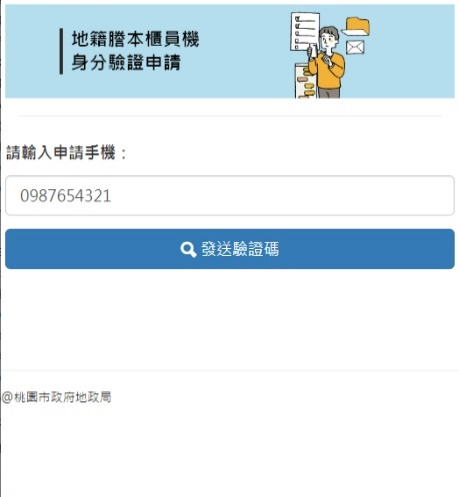 地籍謄本櫃員機
身分驗證申請
請輸入申請手機：
0987654321
發送驗證碼
@桃園市政府地政局